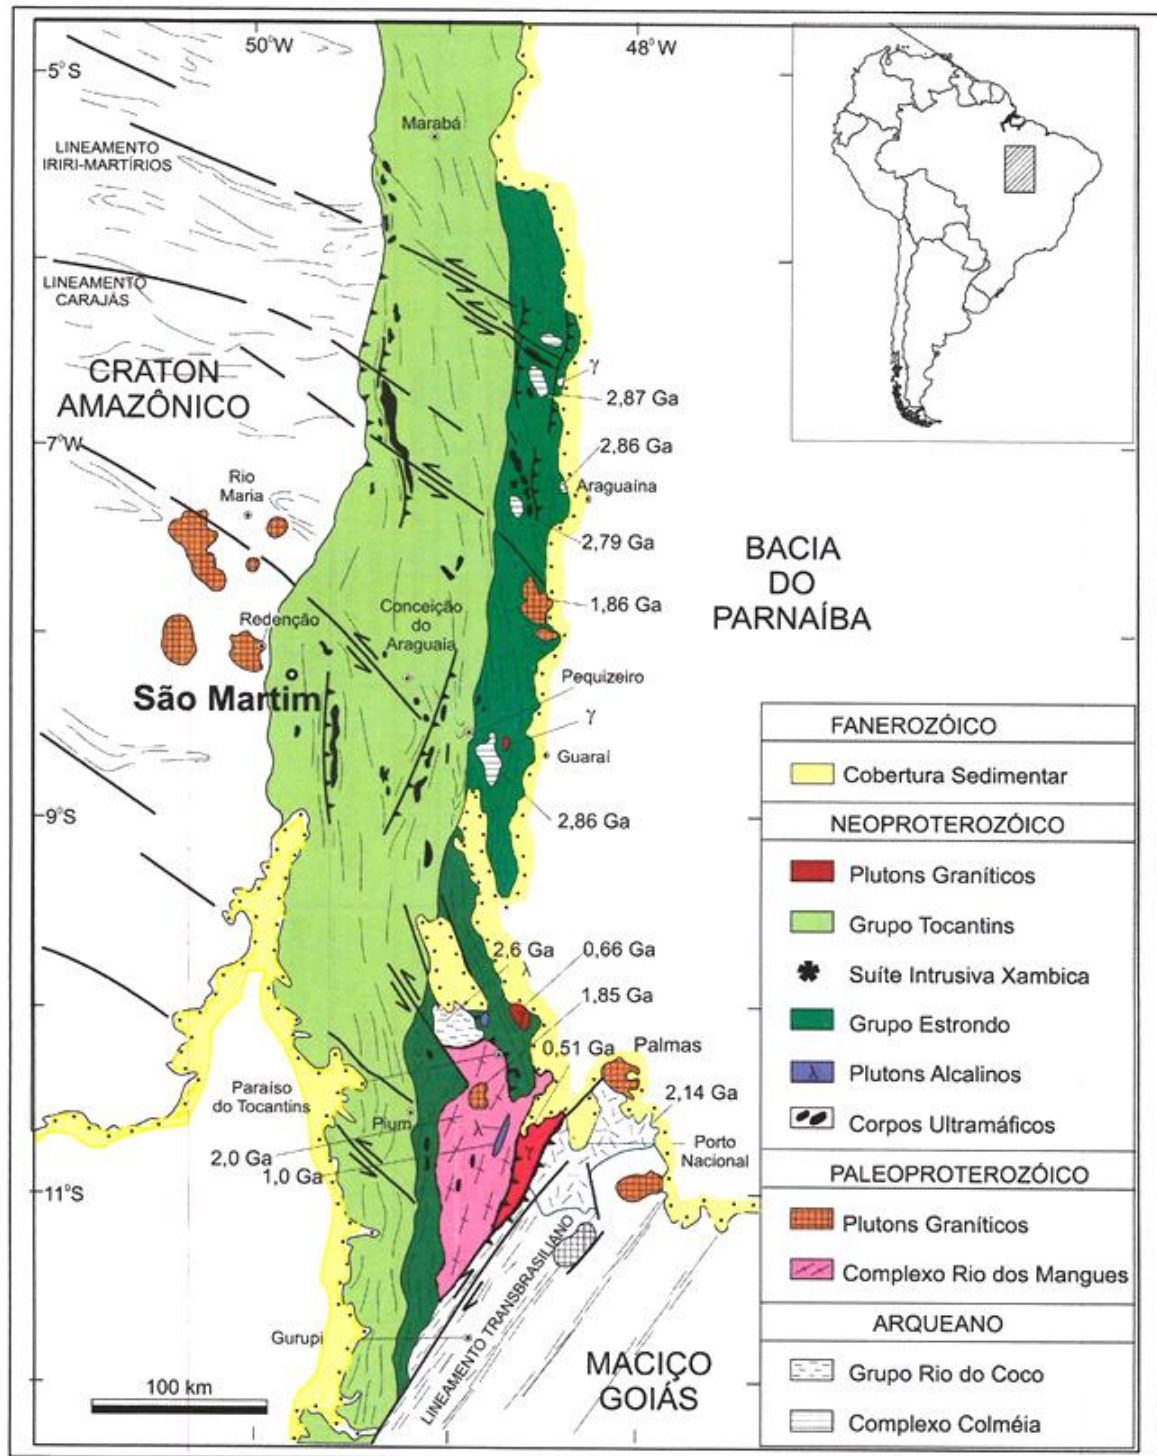 50°W
48°W
5°S
Marabá
LINEAMENTO
IRIRI-MARTÍRIOS
LINEAMENTO
CARAJÁS
CRATON
AMAZÔNICO
γ
2,87 Ga
7°W
2,86 Ga
Rio
Maria
Araguaína
2,79 Ga
BACIA
DO
PARNAÍBA
1,86 Ga
Conceição
do
Araguaia
Redenção
São Martim
Pequizeiro
γ
Guaraí
2,86 Ga
9°S
2,6 Ga
0,66 Ga
λ
1,85 Ga
0,51 Ga
Palmas
2,14 Ga
Paraíso
do Tocantins
Pium
λ
γ
Porto
Nacional
2,0 Ga
1,0 Ga
11°S
LINEAMENTO TRANSBRASILIANO
Gurupi
MACIÇO
GOIÁS
100 km
FANEROZÓICO
Cobertura Sedimentar
NEOPROTEROZÓICO
Plutons Graníticos
Grupo Tocantins
Suíte Intrusiva Xambica
Grupo Estrondo
λ
Plutons Alcalinos
Corpos Ultramáficos
PALEOPROTEROZÓICO
Plutons Graníticos
Complexo Rio dos Mangues
ARQUEANO
Grupo Rio do Coco
Complexo Colméia